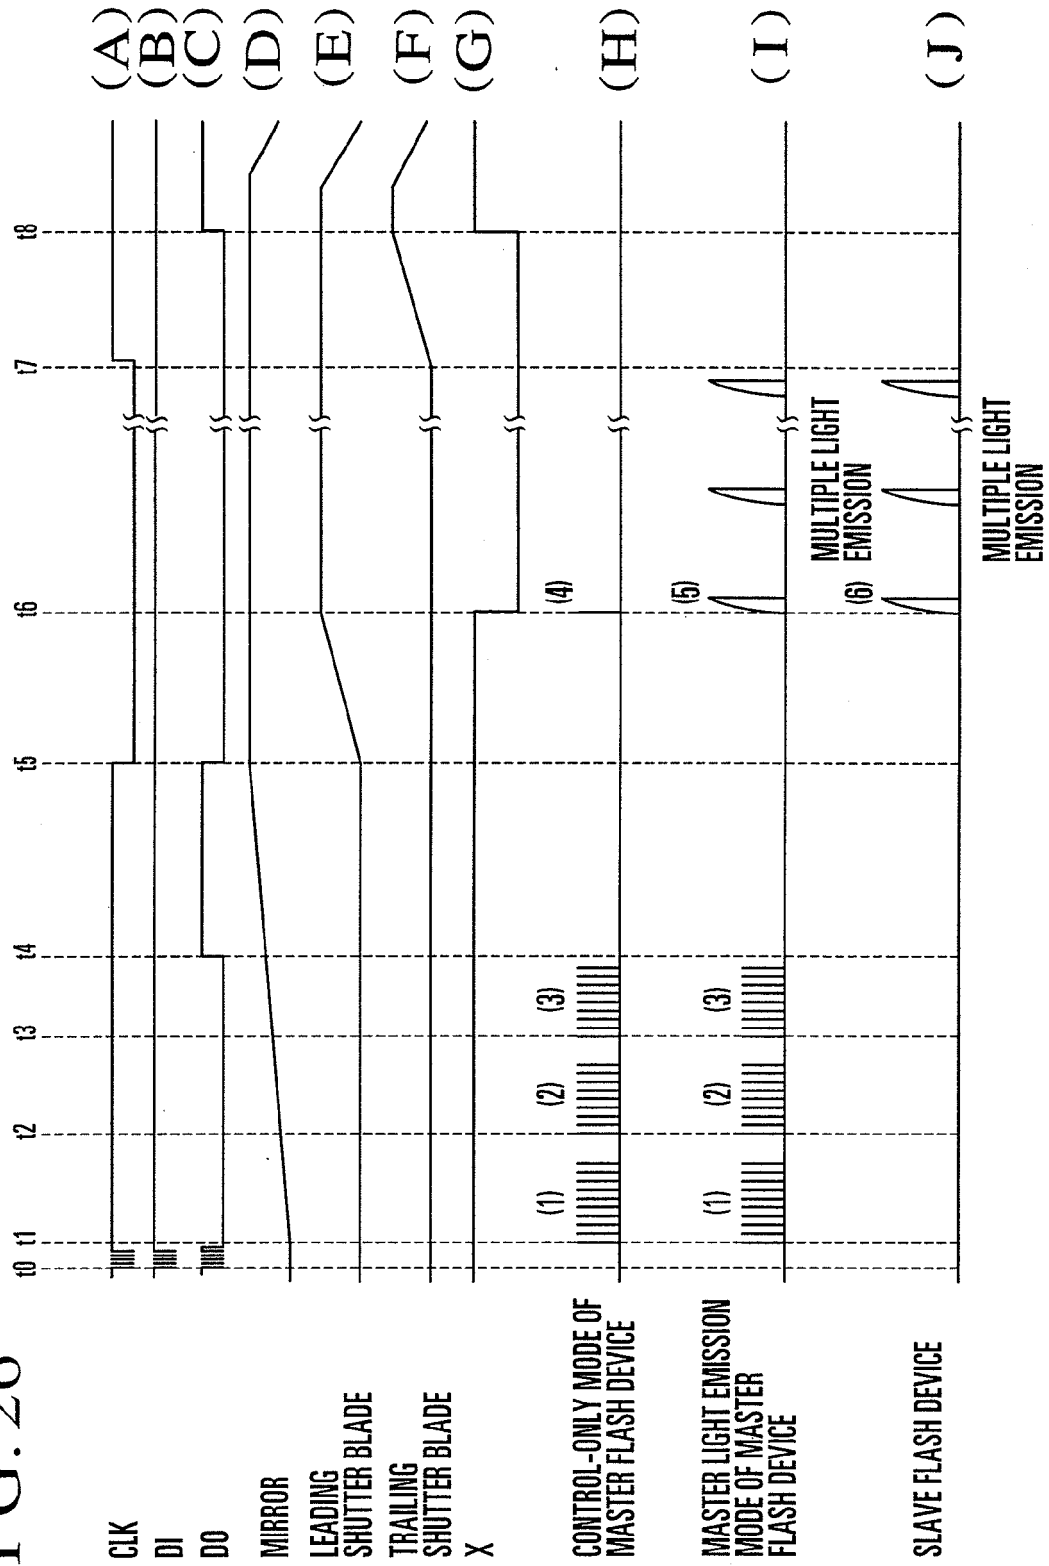 FIG. 26
t0 t1 t2 t3 t4 t5 t6 t7 t8
CLK (A)
DI (B)
DO (C)
MIRROR (D)
LEADING
SHUTTER BLADE (E)
TRAILING
SHUTTER BLADE (F)
X (G)
CONTROL-ONLY MODE OF
MASTER FLASH DEVICE (1) (2) (3) (4) (H)
MASTER LIGHT EMISSION
MODE OF MASTER
FLASH DEVICE (1) (2) (3) (5) (I)
MULTIPLE LIGHT
EMISSION
SLAVE FLASH DEVICE (6) (J)
MULTIPLE LIGHT
EMISSION